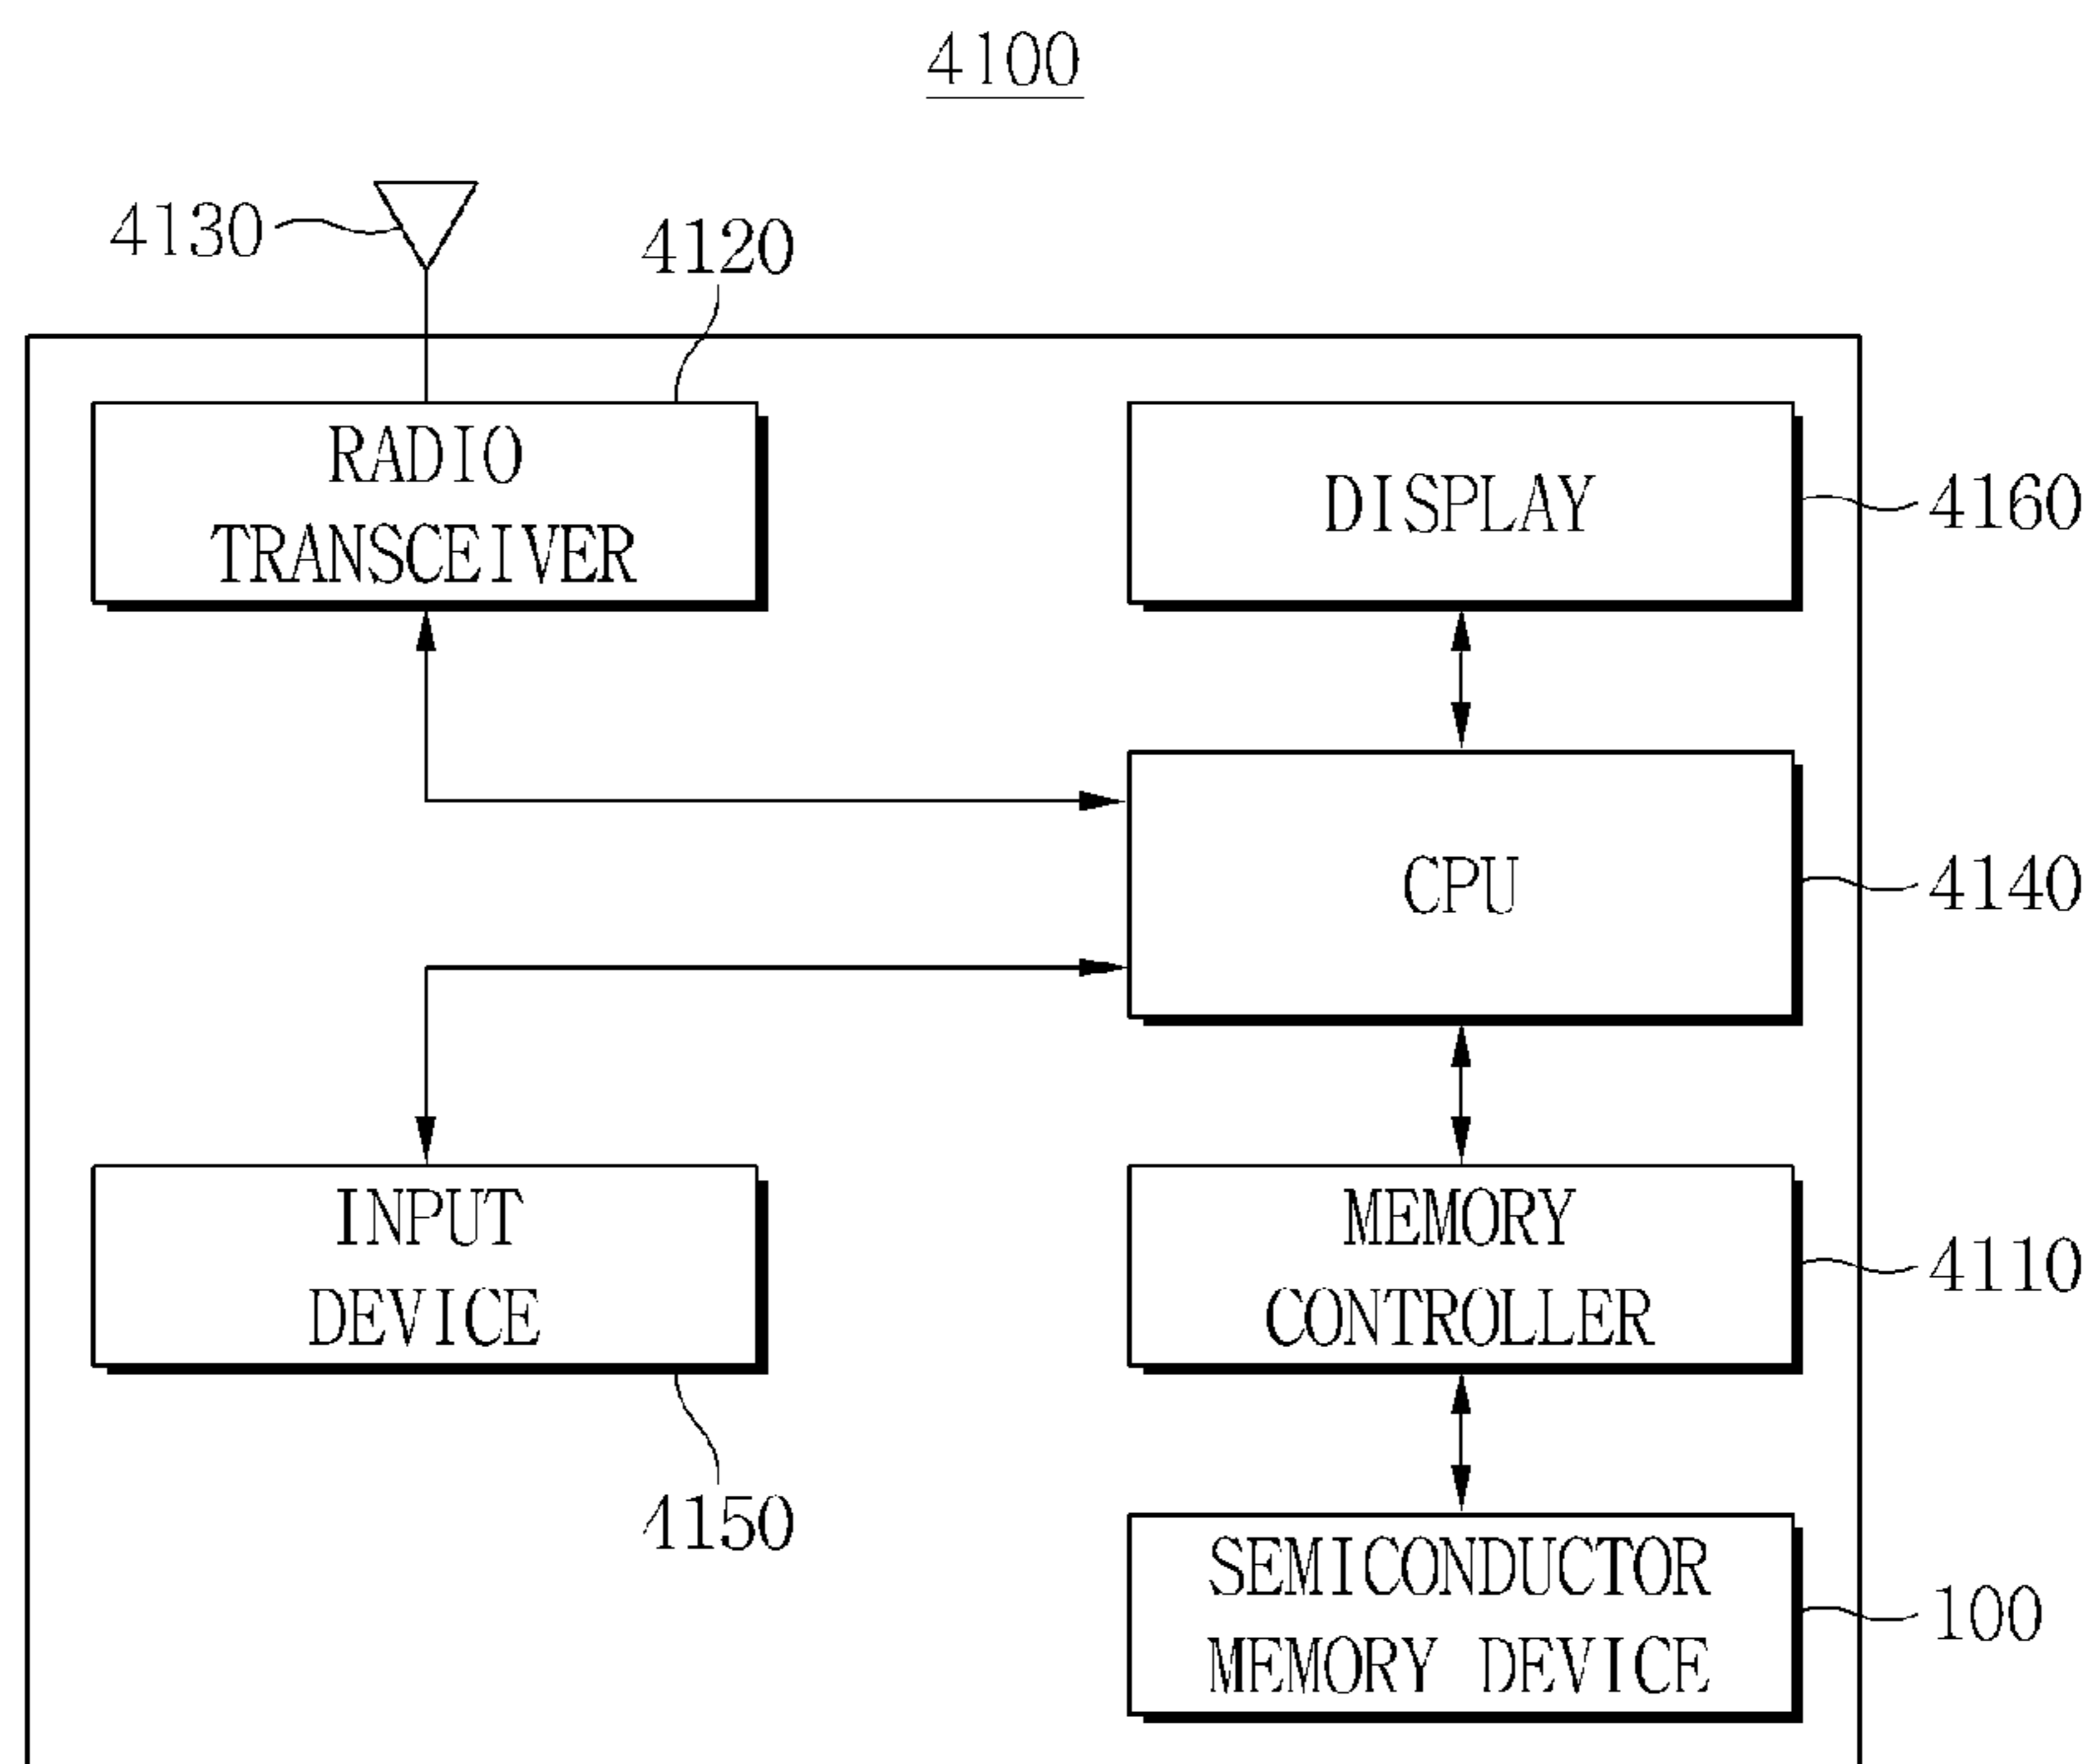 4100
4130
4120
RADIO
TRANSCEIVER
DISPLAY
4160
CPU
4140
INPUT
DEVICE
4150
MEMORY
CONTROLLER
4110
SEMICONDUCTOR
MEMORY DEVICE
100